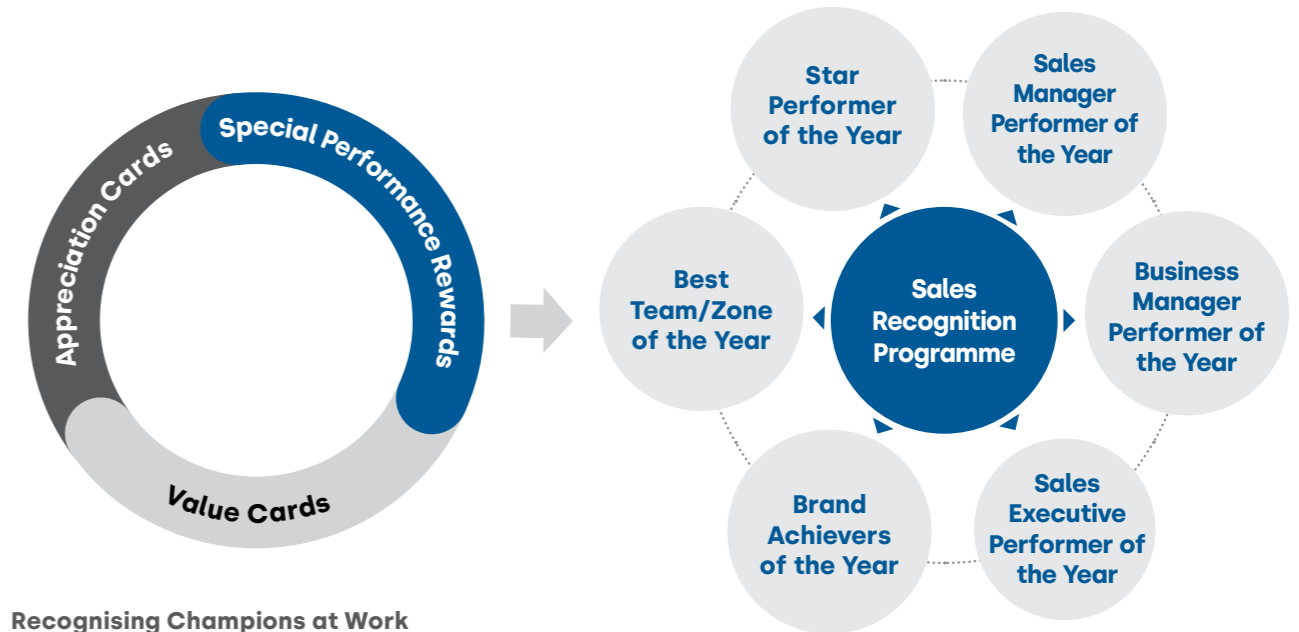 Appreciation Cards
Special Performance Rewards
Value Cards
Star
Performer
of the Year
Sales
Manager
Performer of
the Year
Best
Team/Zone
of the Year
Sales
Recognition
Programme
Business
Manager
Performer of
the Year
Brand
Achievers
of the Year
Sales
Executive
Performer of
the Year
Recognising Champions at Work